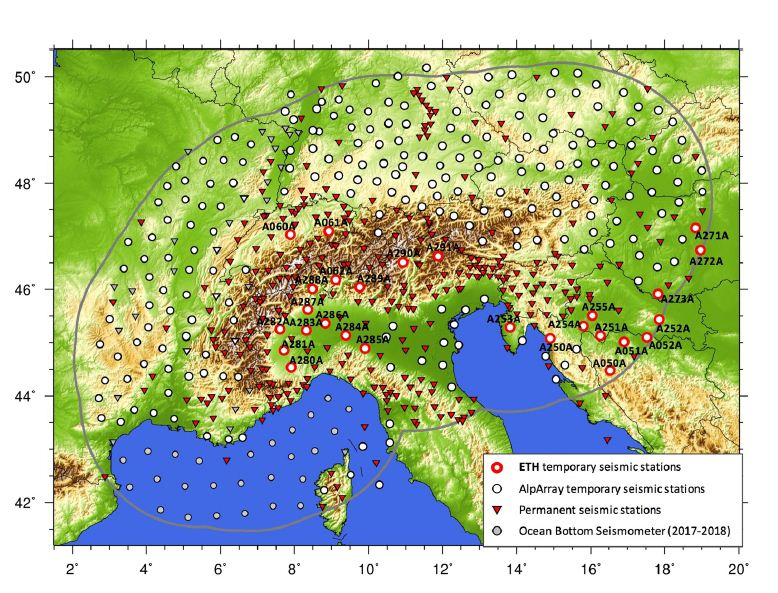 50˚
48˚
46˚
44˚
42˚
A060A
A061A
A271A
A272A
A290A
A291A
A062A
A288A
A289A
A273A
A287A
A286A
A282A
A283A
A284A
A285A
A281A
A280A
A253A
A254A
A255A
A251A
A252A
A250A
A051A
A052A
A050A
ETH temporary seismic stations
AlpArray temporary seismic stations
Permanent seismic stations
Ocean Bottom Seismometer (2017-2018)
2˚ 4˚ 6˚ 8˚ 10˚ 12˚ 14˚ 16˚ 18˚ 20˚